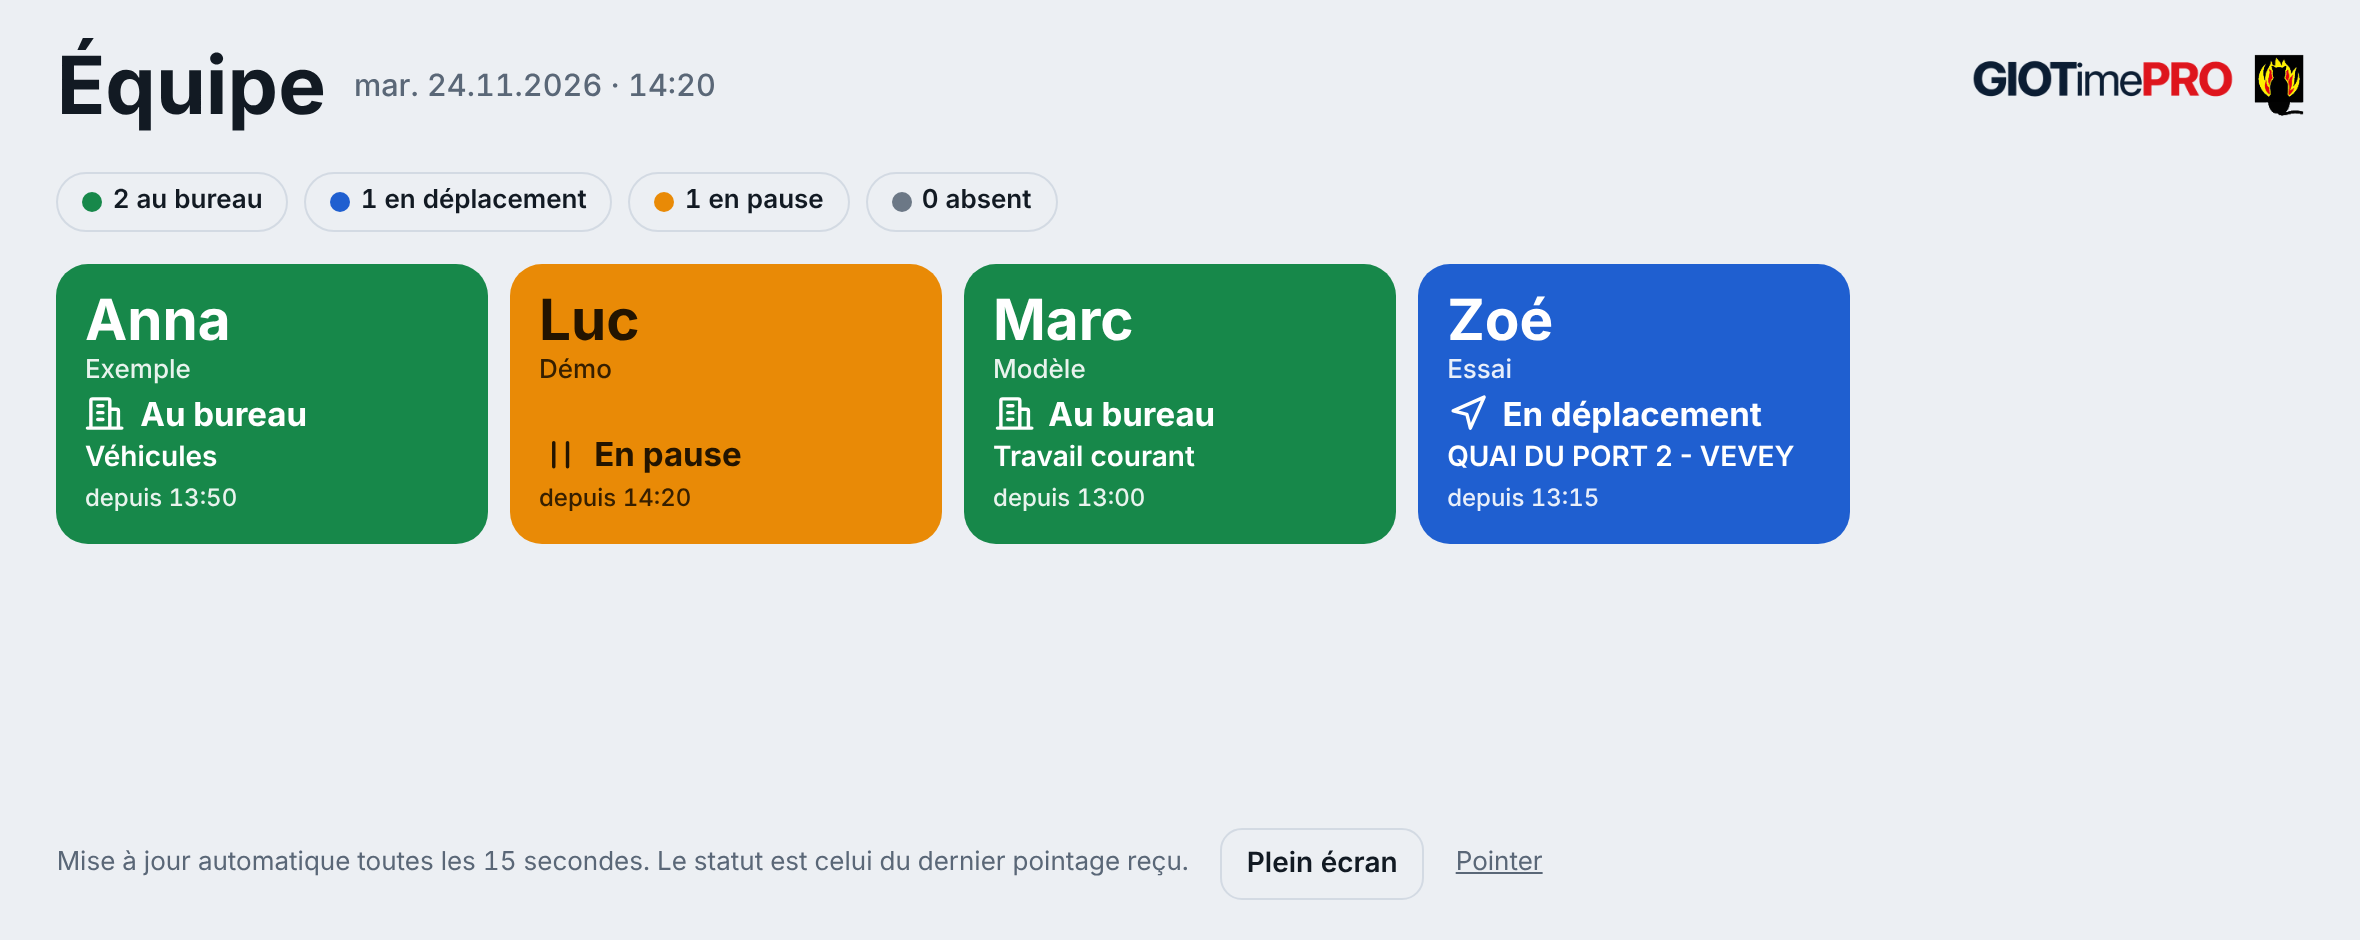 Équipe mar. 24.11.2026 · 14:20
GIOTimePRO
2 au bureau
1 en déplacement
1 en pause
0 absent
Anna
Exemple
Au bureau
Véhicules
depuis 13:50
Luc
Démo
En pause
depuis 14:20
Marc
Modèle
Au bureau
Travail courant
depuis 13:00
Zoé
Essai
En déplacement
QUAI DU PORT 2 - VEVEY
depuis 13:15
Mise à jour automatique toutes les 15 secondes. Le statut est celui du dernier pointage reçu.
Plein écran
Pointer